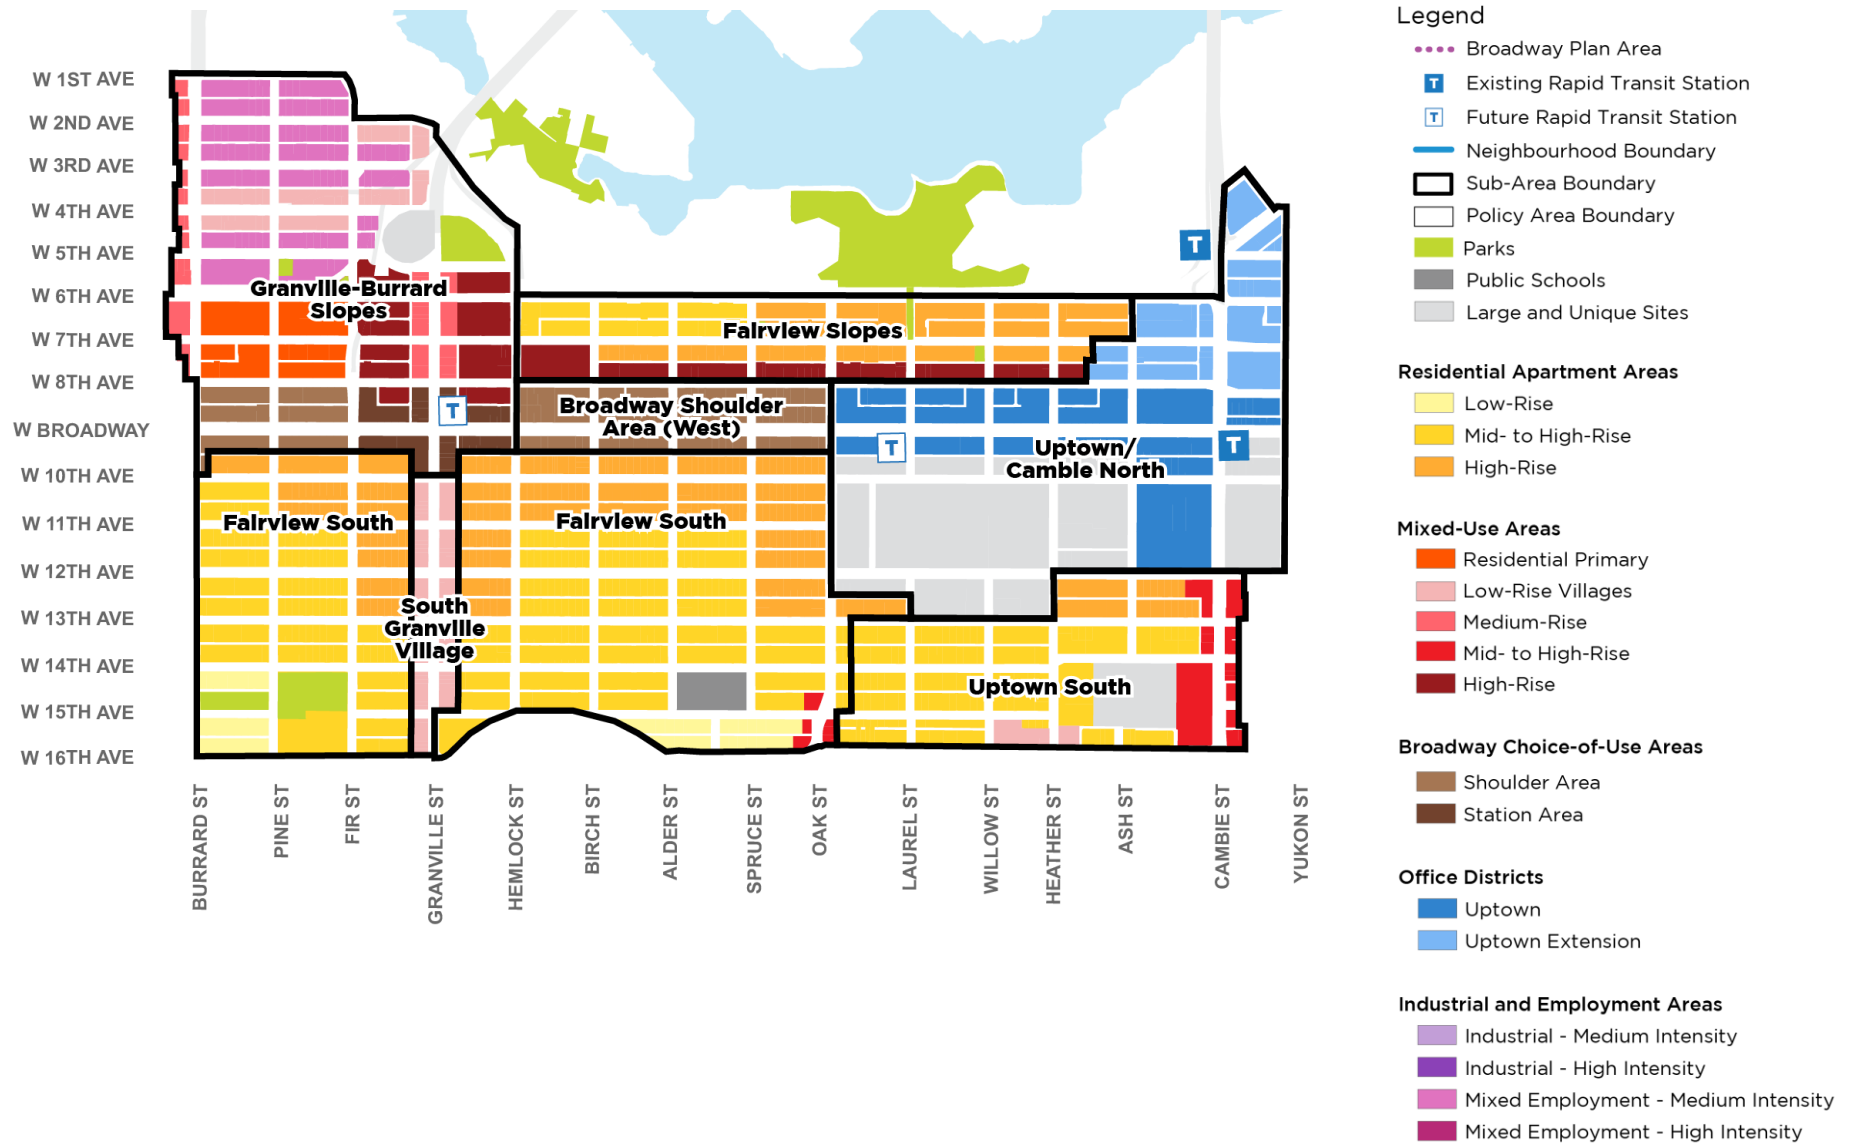 W 1ST AVE
W 2ND AVE
W 3RD AVE
W 4TH AVE
W 5TH AVE
W 6TH AVE
W 7TH AVE
W 8TH AVE
W BROADWAY
W 10TH AVE
W 11TH AVE
W 12TH AVE
W 13TH AVE
W 14TH AVE
W 15TH AVE
W 16TH AVE
Granville-Burrard
Slopes
Fairview Slopes
Broadway Shoulder
Area (West)
T
T
T
T
Uptown/
Cambie North
Fairview South
Fairview South
South
Granville
Village
Uptown South
BURRARD ST
PINE ST
FIR ST
GRANVILLE ST
HEMLOCK ST
BIRCH ST
ALDER ST
SPRUCE ST
OAK ST
LAUREL ST
WILLOW ST
HEATHER ST
ASH ST
CAMBIE ST
YUKON ST
Legend
Broadway Plan Area
T Existing Rapid Transit Station
T Future Rapid Transit Station
Neighbourhood Boundary
Sub-Area Boundary
Policy Area Boundary
Parks
Public Schools
Large and Unique Sites
Residential Apartment Areas
Low-Rise
Mid- to High-Rise
High-Rise
Mixed-Use Areas
Residential Primary
Low-Rise Villages
Medium-Rise
Mid- to High-Rise
High-Rise
Broadway Choice-of-Use Areas
Shoulder Area
Station Area
Office Districts
Uptown
Uptown Extension
Industrial and Employment Areas
Industrial - Medium Intensity
Industrial - High Intensity
Mixed Employment - Medium Intensity
Mixed Employment - High Intensity